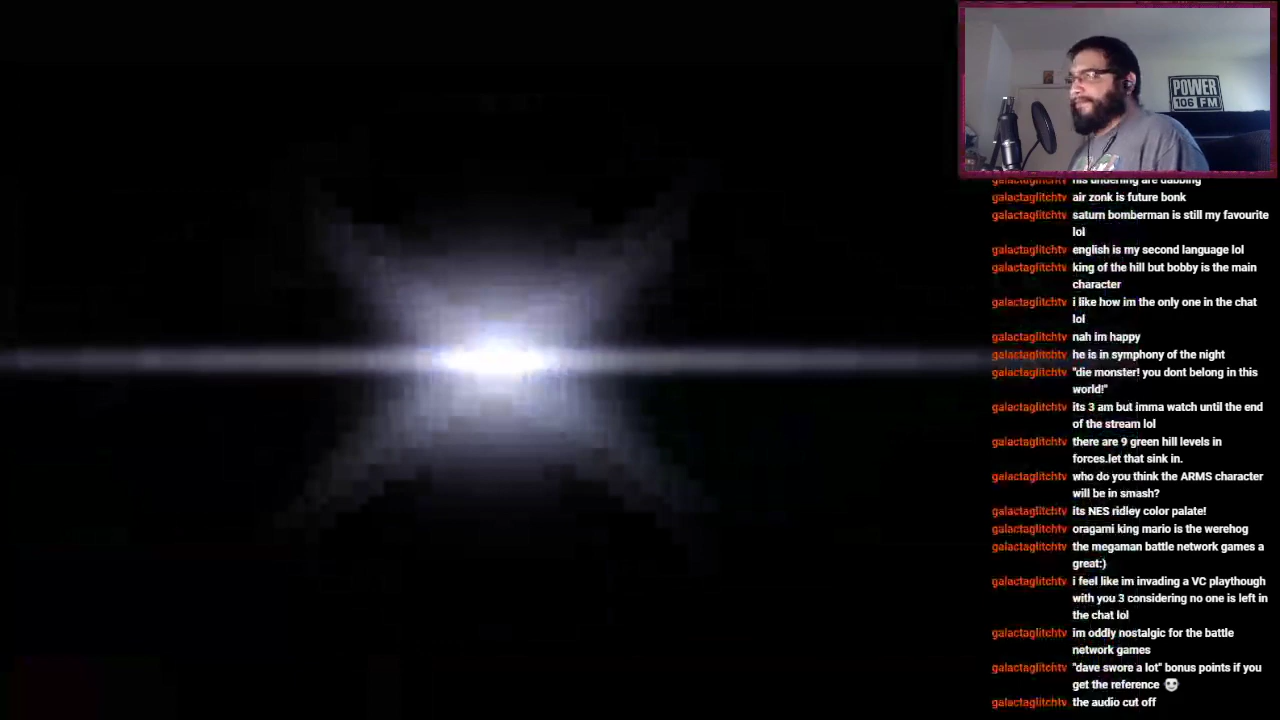 POWER
106 FM
galactaglitchtv his underling are dabbing
galactaglitchtv air zonk is future bonk
galactaglitchtv saturn bomberman is still my favourite
lol
galactaglitchtv english is my second language lol
galactaglitchtv king of the hill but bobby is the main
character
galactaglitchtv i like how im the only one in the chat
lol
galactaglitchtv nah im happy
galactaglitchtv he is in symphony of the night
galactaglitchtv "die monster! you dont belong in this
world!"
galactaglitchtv its 3 am but imma watch until the end
of the stream lol
galactaglitchtv there are 9 green hill levels in
forces.let that sink in.
galactaglitchtv who do you think the ARMS character
will be in smash?
galactaglitchtv its NES ridley color palate!
galactaglitchtv oragami king mario is the werehog
galactaglitchtv the megaman battle network games a
great:)
galactaglitchtv i feel like im invading a VC playthough
with you 3 considering no one is left in
the chat lol
galactaglitchtv im oddly nostalgic for the battle
network games
galactaglitchtv "dave swore a lot" bonus points if you
get the reference
galactaglitchtv the audio cut off